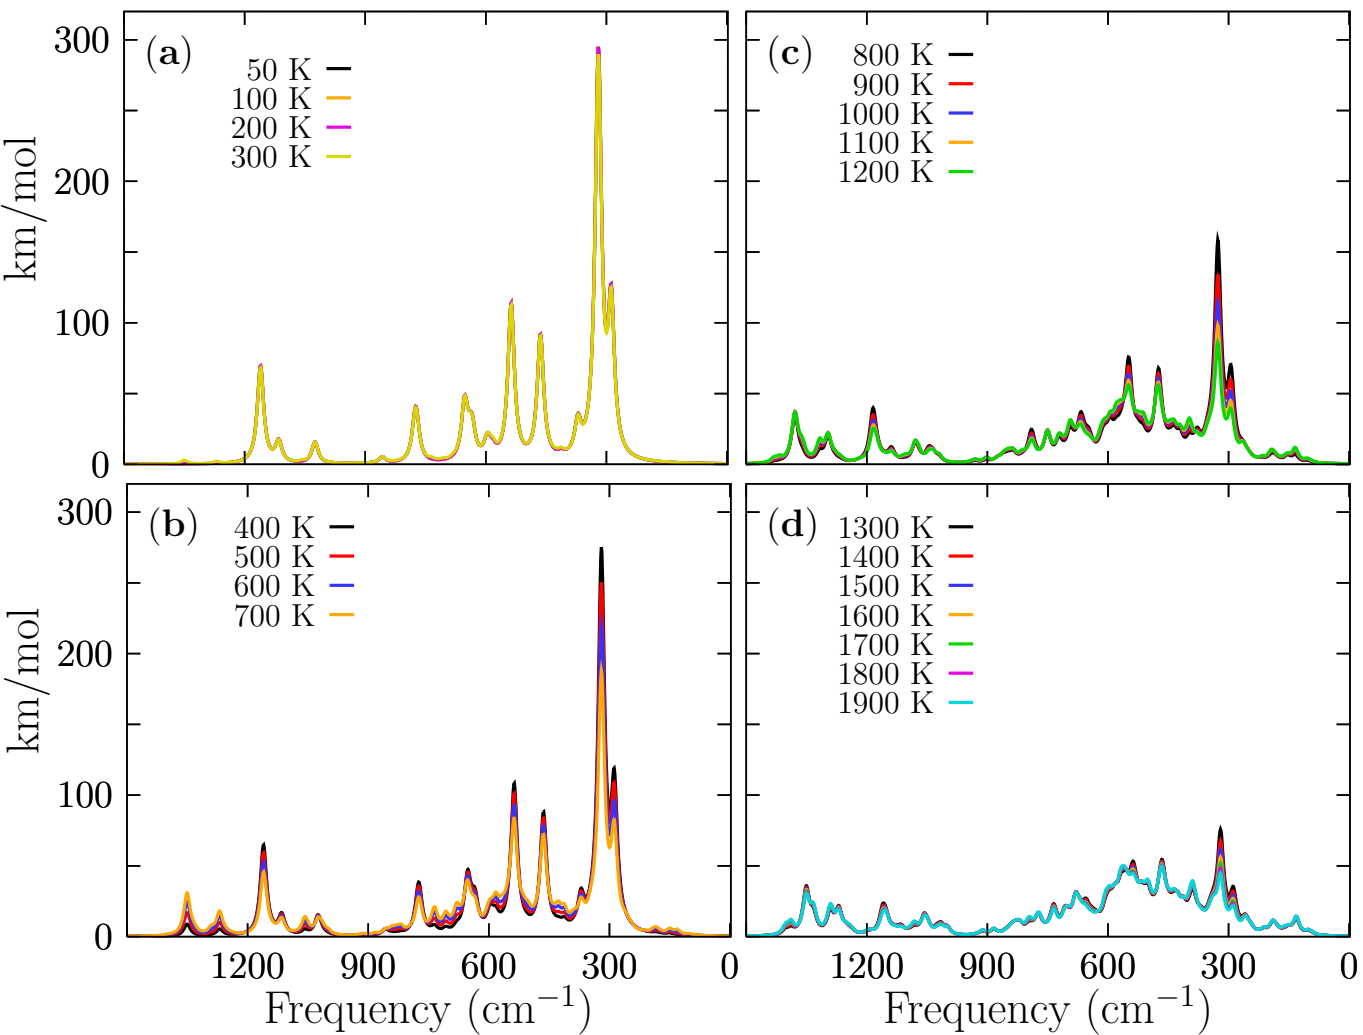 (a)
50 K
100 K
200 K
300 K
km/mol
300
200
100
0
(c)
800 K
900 K
1000 K
1100 K
1200 K
(b)
400 K
500 K
600 K
700 K
km/mol
300
200
100
0
1200 900 600 300 0
Frequency (cm−1)
(d)
1300 K
1400 K
1500 K
1600 K
1700 K
1800 K
1900 K
1200 900 600 300 0
Frequency (cm−1)